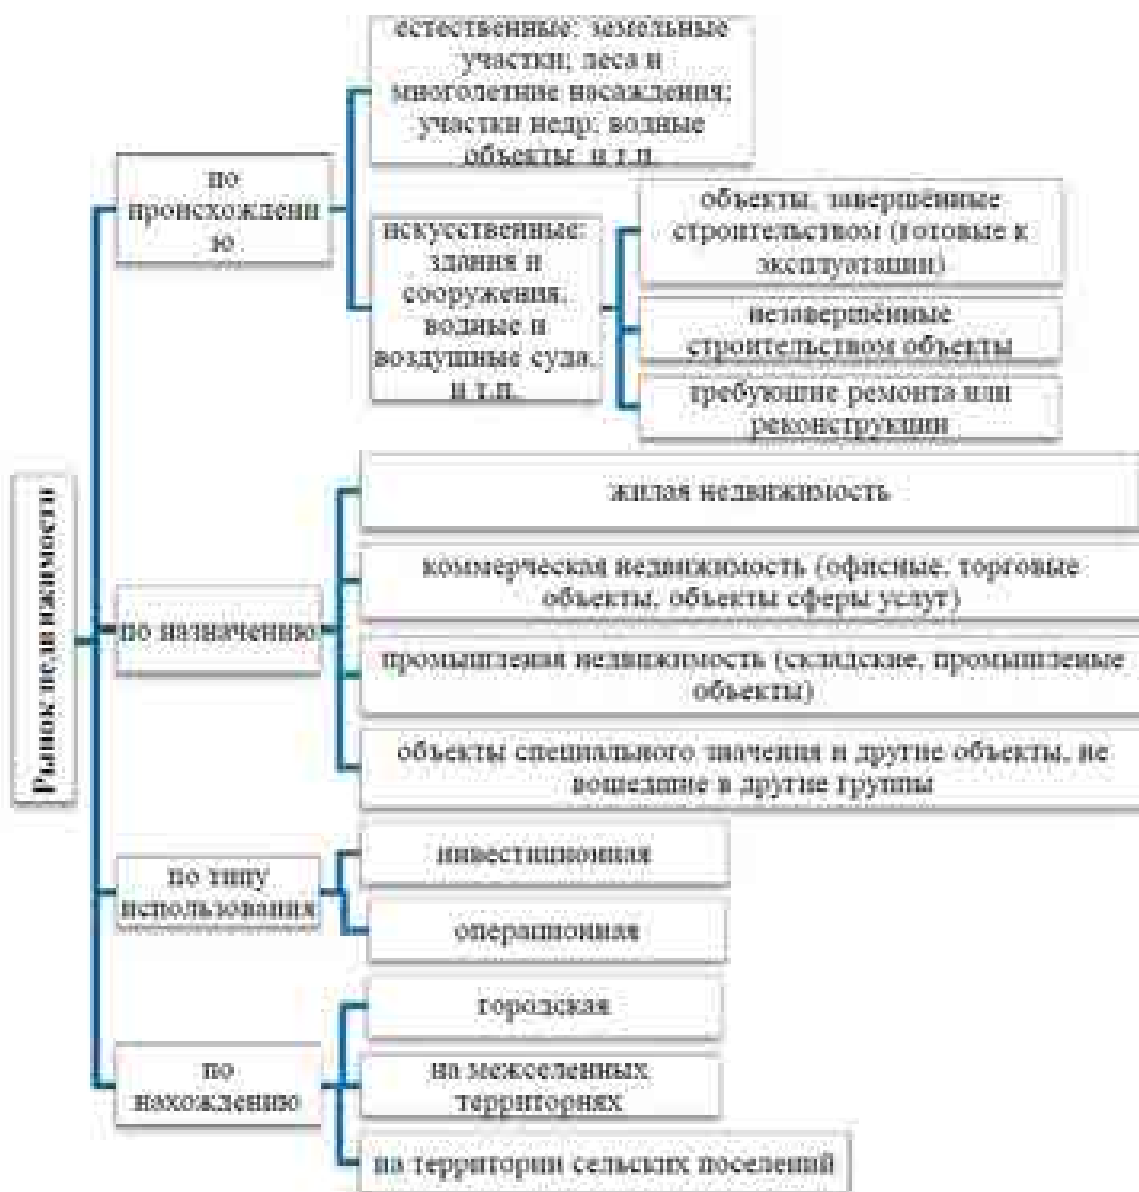 естественные: земельные
участки; леса и
многолетние насаждения;
участки недр; водные
объекты и т.п.
по
происхождени
ю
искусственные:
здания и
сооружения,
водные и
воздушные суда,
и т.п.
объекты, завершённые
строительством (готовые к
эксплуатации)
незавершённые
строительством объекты
требующие ремонта или
реконструкции
Рынок недвижимости
по назначению
жилая недвижимость
коммерческая недвижимость (офисные, торговые
объекты, объекты сферы услуг)
промышленая недвижимость (складские, промышленые
объекты)
объекты специального значения и другие объекты, не
вошедшие в другие группы
по типу
использования
инвестиционная
операционная
по
нахождению
городская
на межселенных
территориях
на территории сельских поселений